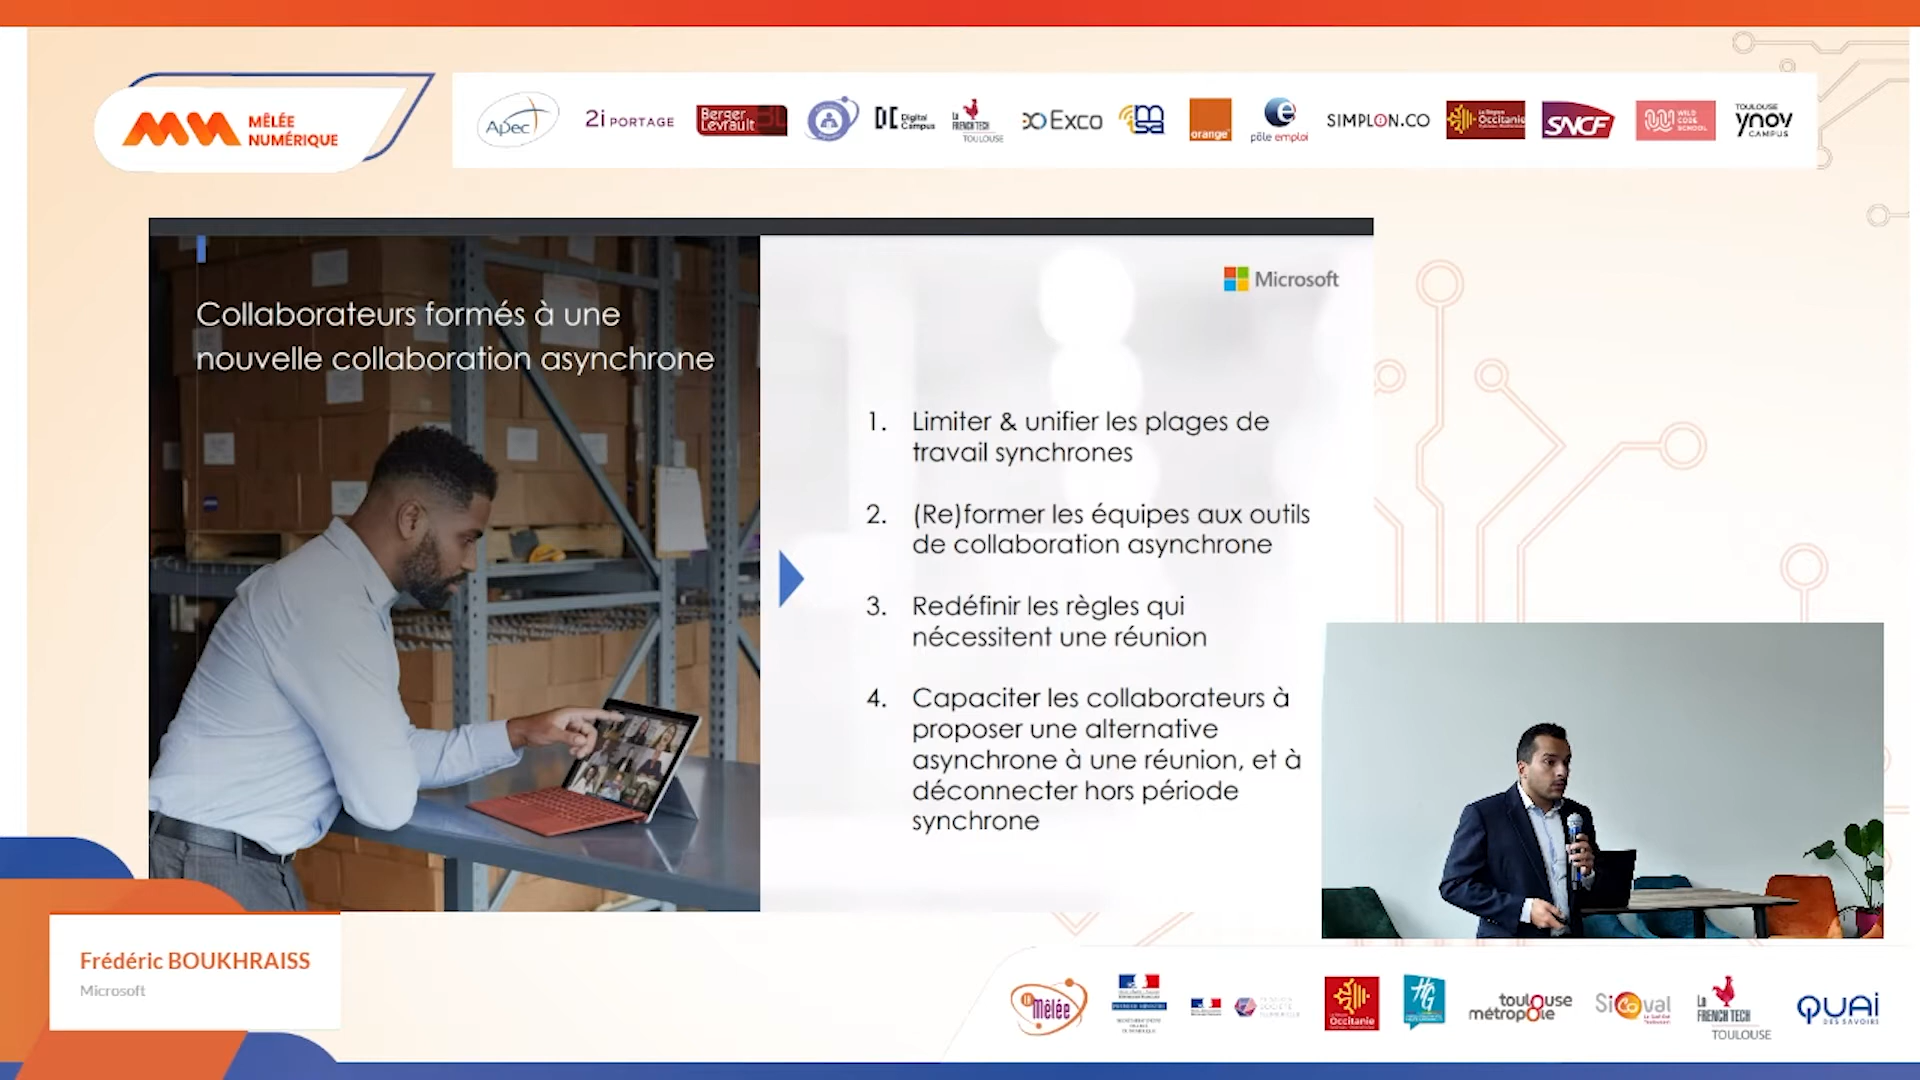 MÊLÉE
NUMÉRIQUE
Apec
2i PORTAGE
Berger
Levrault
DC Digital
Campus
LA
FRENCH TECH
TOULOUSE
Exco
msa
orange
pôle emploi
SIMPLON.CO
La Région
Occitanie
SNCF
WILD
CODE
SCHOOL
TOULOUSE
ynov
CAMPUS
Collaborateurs formés à une
nouvelle collaboration asynchrone
Microsoft
1. Limiter & unifier les plages de
travail synchrones
2. (Re)former les équipes aux outils
de collaboration asynchrone
3. Redéfinir les règles qui
nécessitent une réunion
4. Capaciter les collaborateurs à
proposer une alternative
asynchrone à une réunion, et à
déconnecter hors période
synchrone
Frédéric BOUKHRAISS
Microsoft
la Mêlée
Occitanie
HG
toulouse
métropole
Sicoval
La
FRENCH TECH
TOULOUSE
QUAi
DES SAVOIRS